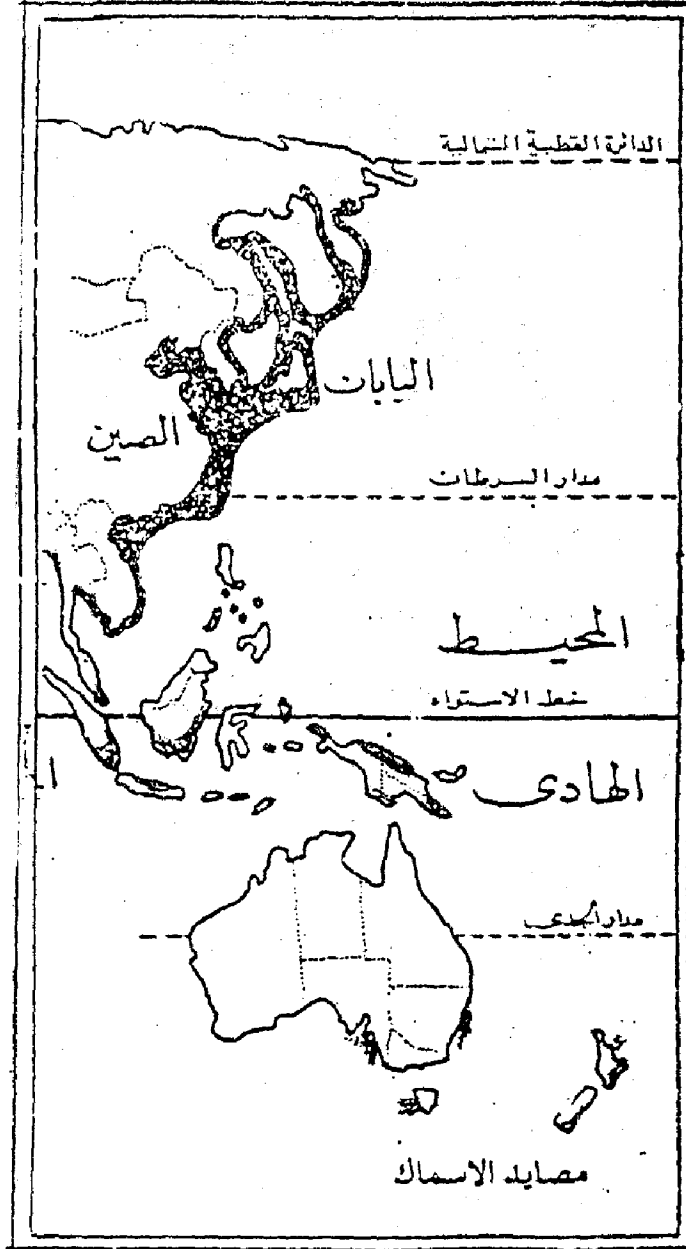 الدائرة القطبية الشمالية
اليابان
الصين
مدار السرطان
المحيط
خط الاستواء
الهادى
ا
مدار الجدى
مصايد الاسماك